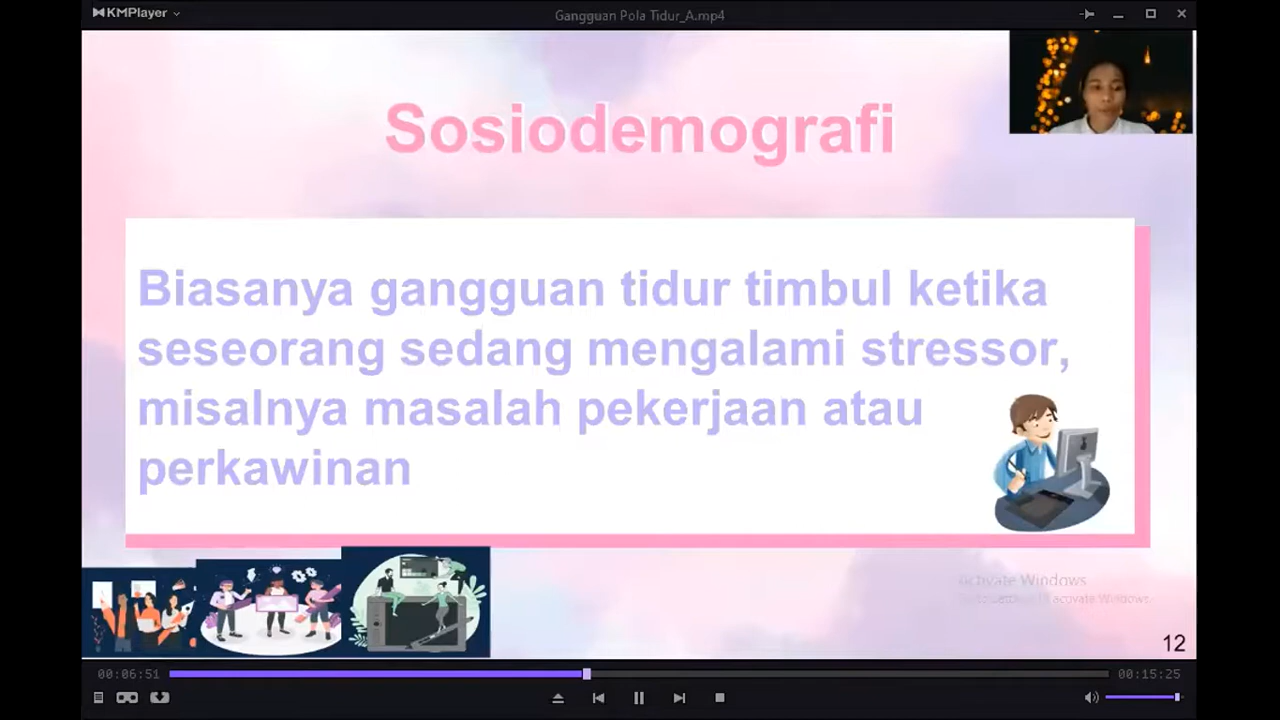 KMPlayer
Gangguan Pola Tidur_A.mp4
Sosiodemografi
Biasanya gangguan tidur timbul ketika
seseorang sedang mengalami stressor,
misalnya masalah pekerjaan atau
perkawinan
Activate Windows
12
00:06:51
00:15:25